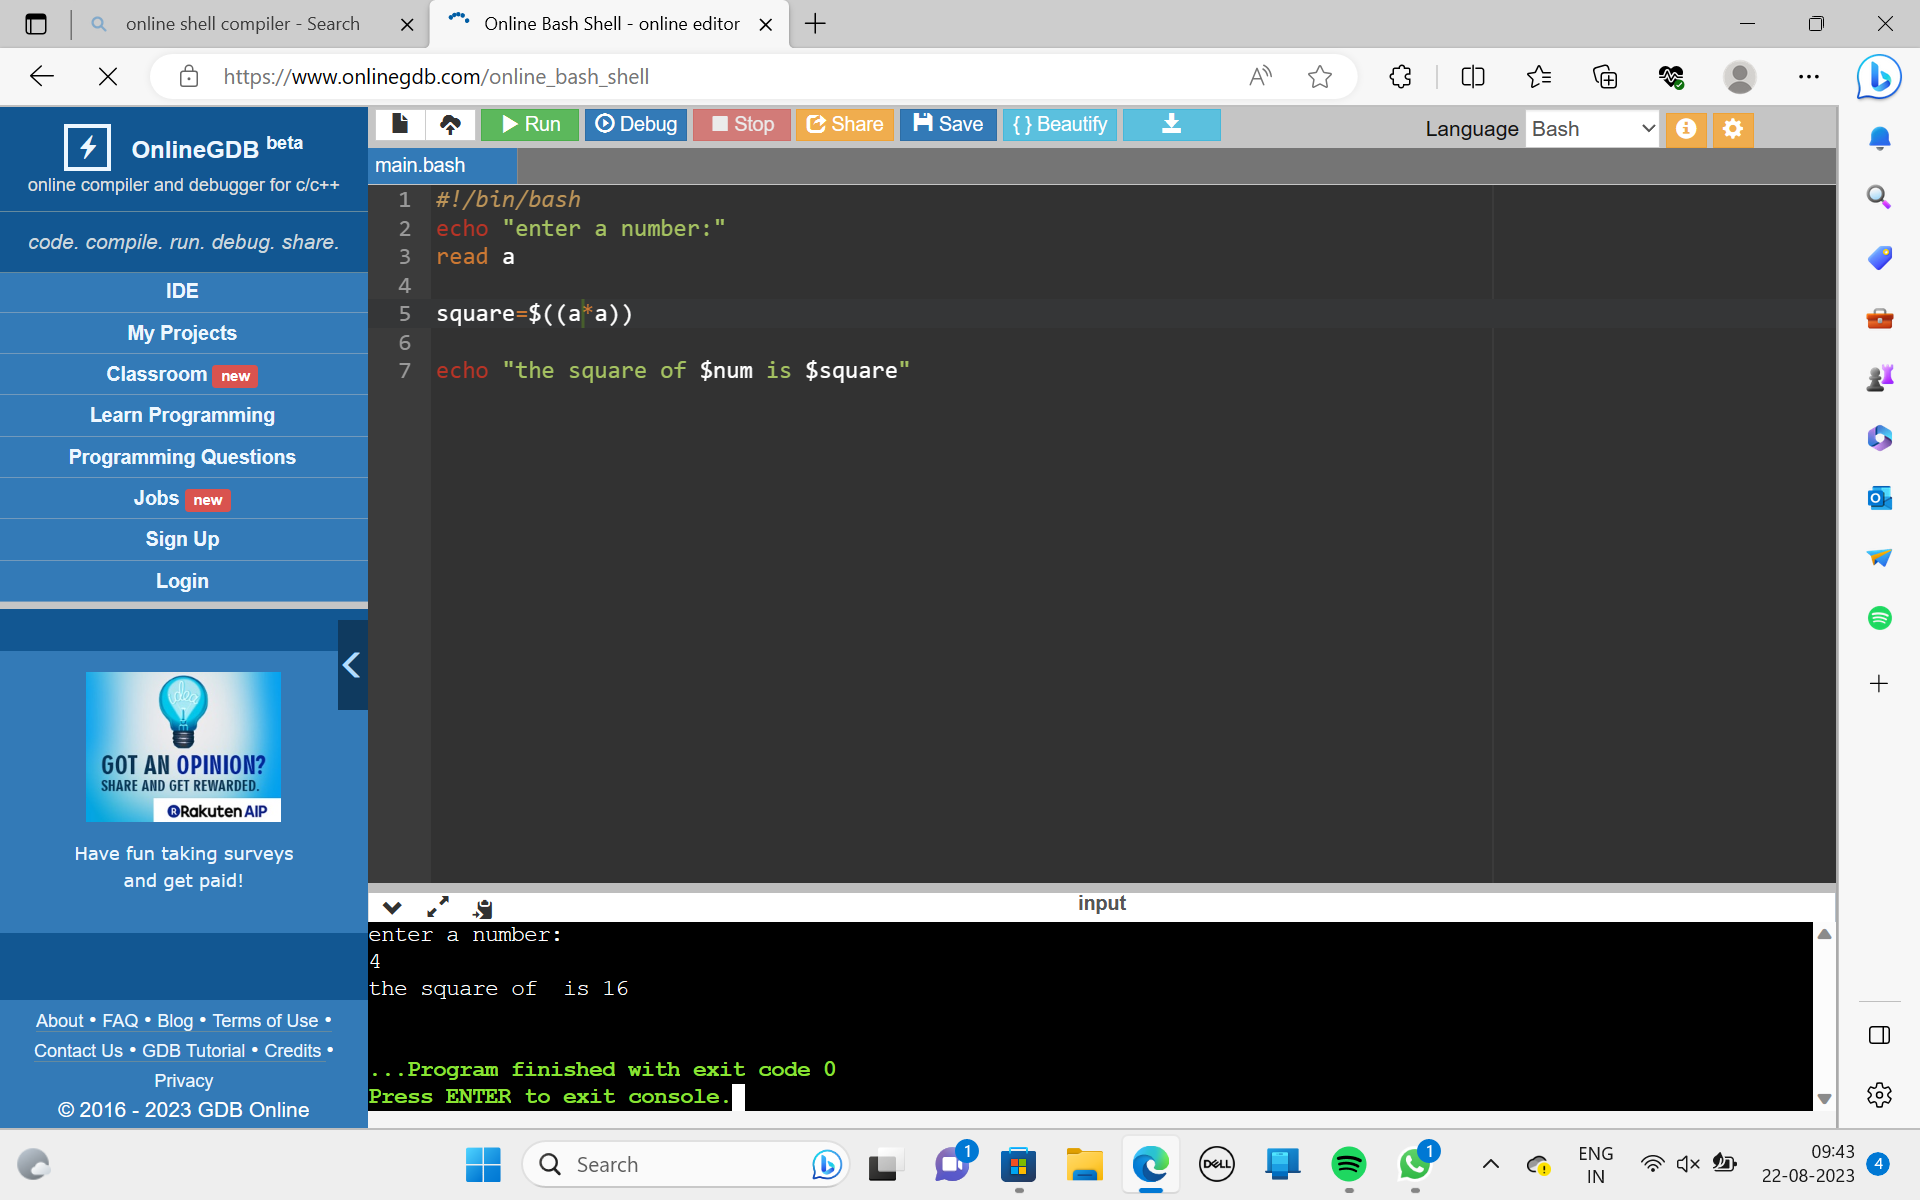 online shell compiler - Search
Online Bash Shell - online editor
https://www.onlinegdb.com/online_bash_shell
OnlineGDB beta
online compiler and debugger for c/c++
code. compile. run. debug. share.
IDE
My Projects
Classroom new
Learn Programming
Programming Questions
Jobs new
Sign Up
Login
GOT AN OPINION?
SHARE AND GET REWARDED.
Rakuten AIP
Have fun taking surveys
and get paid!
About • FAQ • Blog • Terms of Use •
Contact Us • GDB Tutorial • Credits •
Privacy
© 2016 - 2023 GDB Online
Run Debug Stop Share Save { } Beautify
Language Bash
main.bash
1 #!/bin/bash
2 echo "enter a number:"
3 read a
4
5 square=$((a*a))
6
7 echo "the square of $num is $square"
input
enter a number:
4
the square of  is 16
...Program finished with exit code 0
Press ENTER to exit console.
Search
1
DELL
1
ENG
IN
09:43
22-08-2023
4